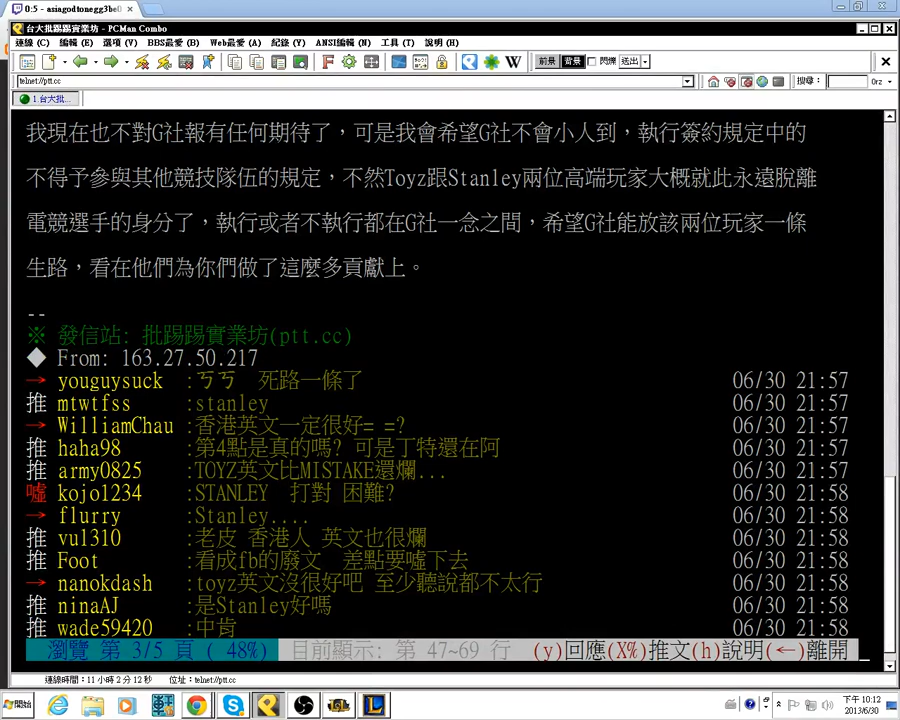 0:5 - asiagodtonegg3be0
台大批踢踢實業坊 - PCMan Combo
連線 (C) 編輯 (E) 選項 (V) BBS最愛 (B) Web最愛 (A) 紀錄 (Y) ANSI編輯 (N) 工具 (T) 說明 (H)
F W 前景 背景 閃爍 送出
telnet://ptt.cc 搜尋: Orz
1.台大批...
我現在也不對G社報有任何期待了，可是我會希望G社不會小人到，執行簽約規定中的
不得予參與其他競技隊伍的規定，不然Toyz跟Stanley兩位高端玩家大概就此永遠脫離
電競選手的身分了，執行或者不執行都在G社一念之間，希望G社能放該兩位玩家一條
生路，看在他們為你們做了這麼多貢獻上。
--
※ 發信站: 批踢踢實業坊(ptt.cc)
◆ From: 163.27.50.217
→ youguysuck :ㄎㄎ 死路一條了 06/30 21:57
推 mtwtfss :stanley 06/30 21:57
→ WilliamChau :香港英文一定很好= =? 06/30 21:57
推 haha98 :第4點是真的嗎? 可是丁特還在阿 06/30 21:57
推 army0825 :TOYZ英文比MISTAKE還爛... 06/30 21:57
噓 kojo1234 :STANLEY 打對 困難? 06/30 21:58
→ flurry :Stanley.... 06/30 21:58
推 vul310 :老皮 香港人 英文也很爛 06/30 21:58
推 Foot :看成fb的廢文 差點要噓下去 06/30 21:58
→ nanokdash :toyz英文沒很好吧 至少聽說都不太行 06/30 21:58
推 ninaAJ :是Stanley好嗎 06/30 21:58
推 wade59420 :中肯 06/30 21:58
瀏覽 第 3/5 頁 ( 48%) 目前顯示: 第 47~69 行 (y)回應(X%)推文(h)說明(←)離開
連線時間：11 小時 2 分 12 秒 位址：telnet://ptt.cc
開始 下午 10:12
2013/6/30